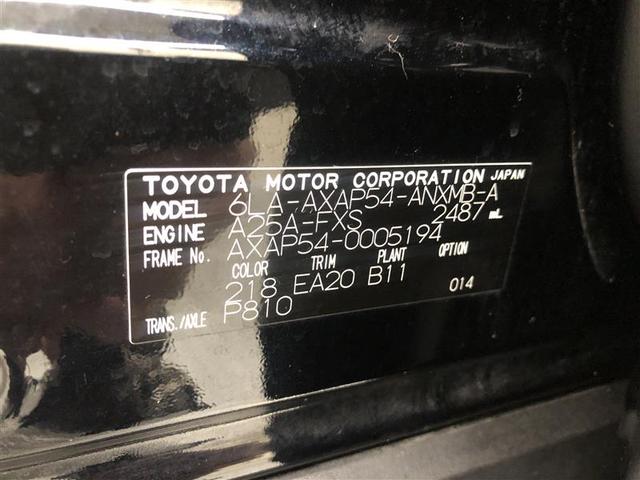 TOYOTA MOTOR CORPORATION JAPAN
MODEL 6LA-AXAP54-ANXMB-A
ENGINE A25A-FXS 2487 mL
FRAME No. AXAP54-0005194
COLOR TRIM PLANT OPTION
218 EA20 B11 014
TRANS./AXLE P810